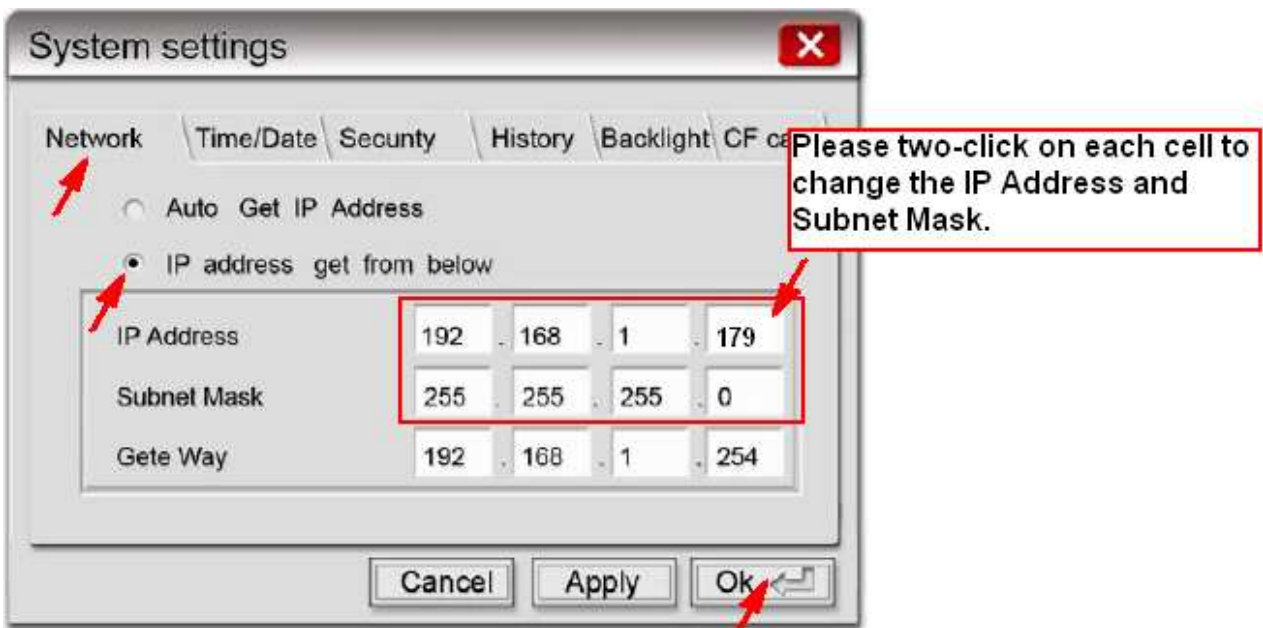 System settings
Network Time/Date Securıty History Backlight CF ca
Please two-click on each cell to
change the IP Address and
Subnet Mask.
Auto Get IP Address
IP address get from below
IP Address 192 . 168 . 1 . 179
Subnet Mask 255 . 255 . 255 . 0
Gete Way 192 . 168 . 1 . 254
Cancel Apply Ok